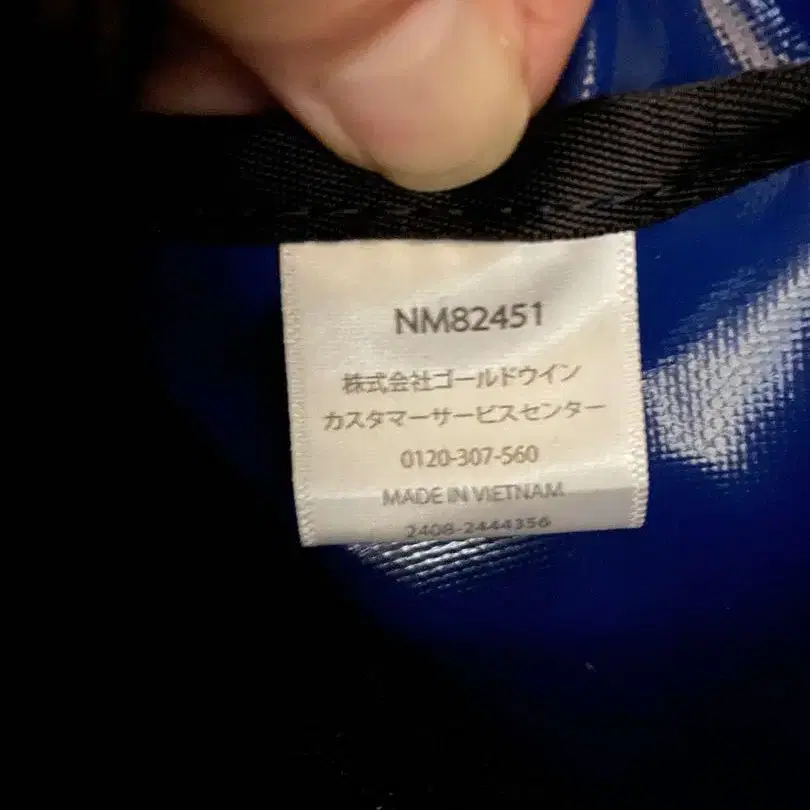 NM82451
株式会社ゴールドウイン
カスタマーサービスセンター
0120-307-560
MADE IN VIETNAM
2408-2444356